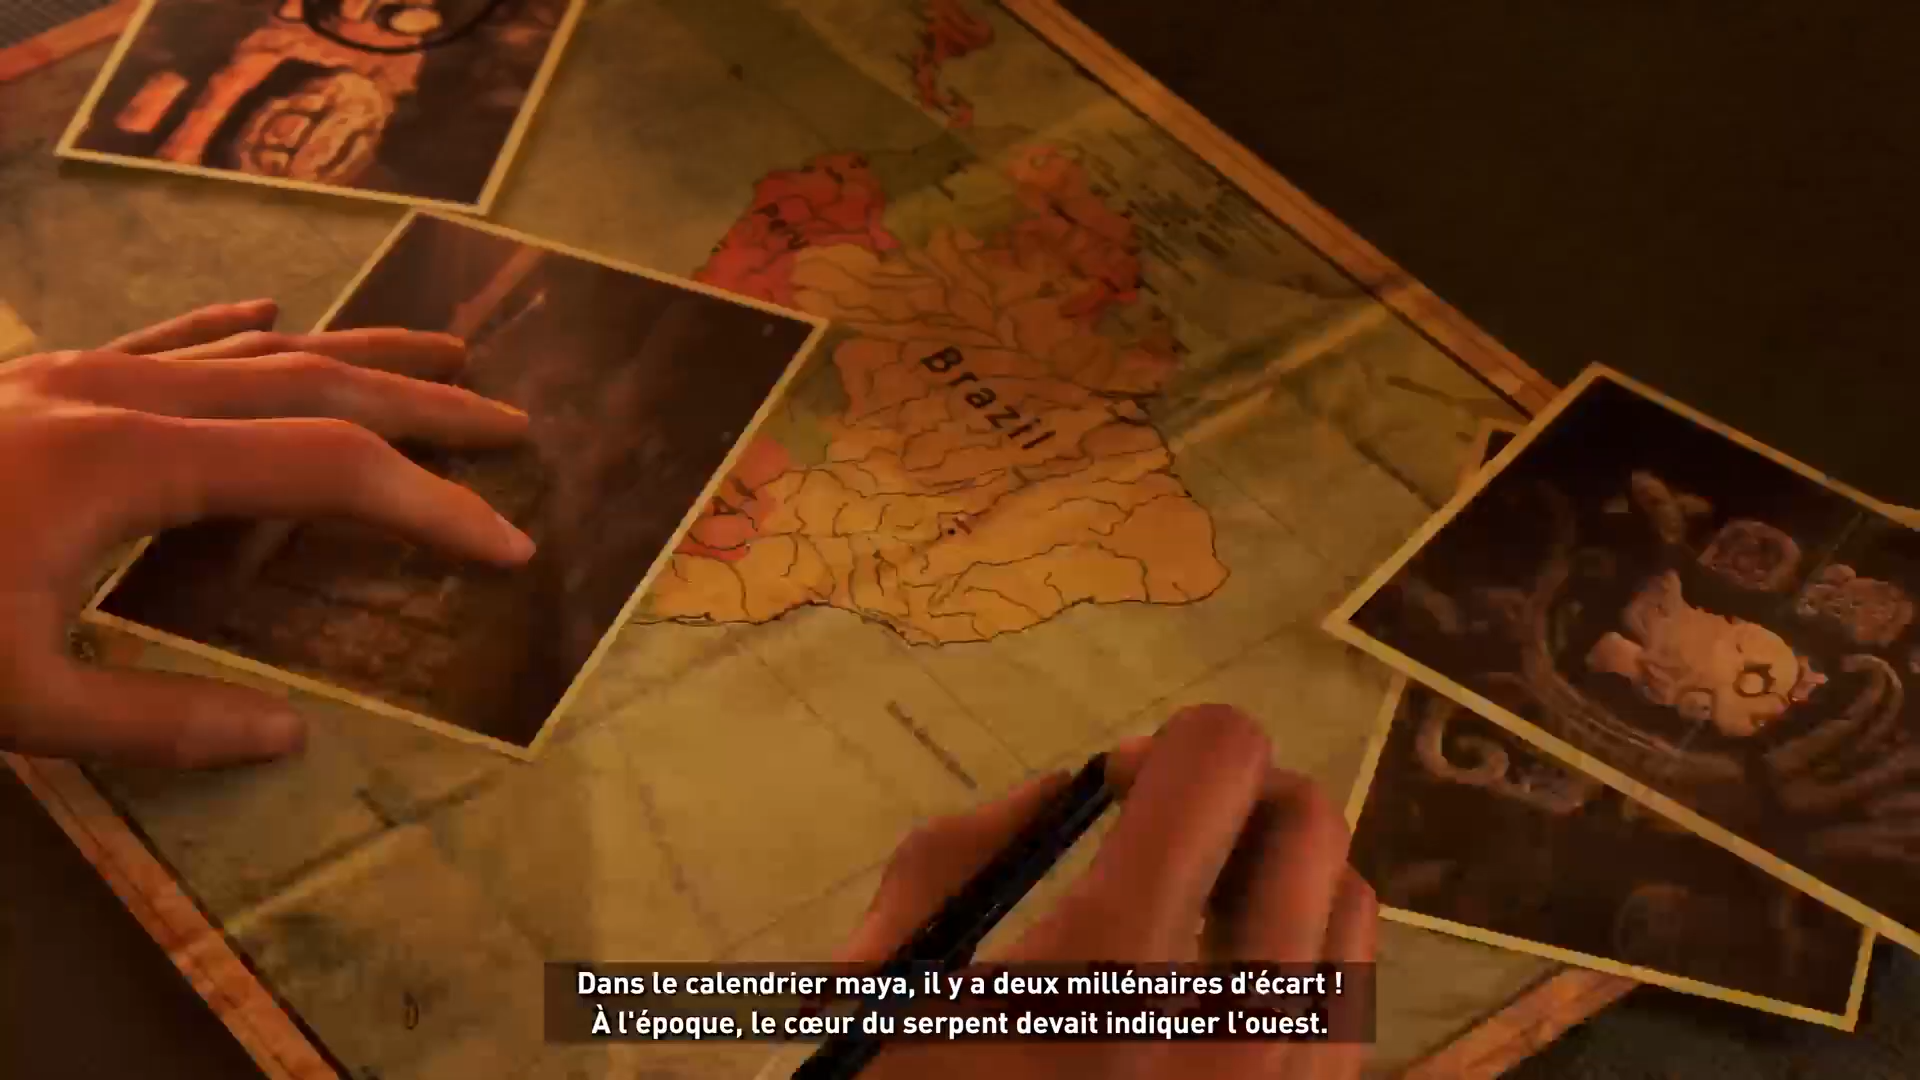 Brazil
Dans le calendrier maya, il y a deux millénaires d'écart !
À l'époque, le cœur du serpent devait indiquer l'ouest.